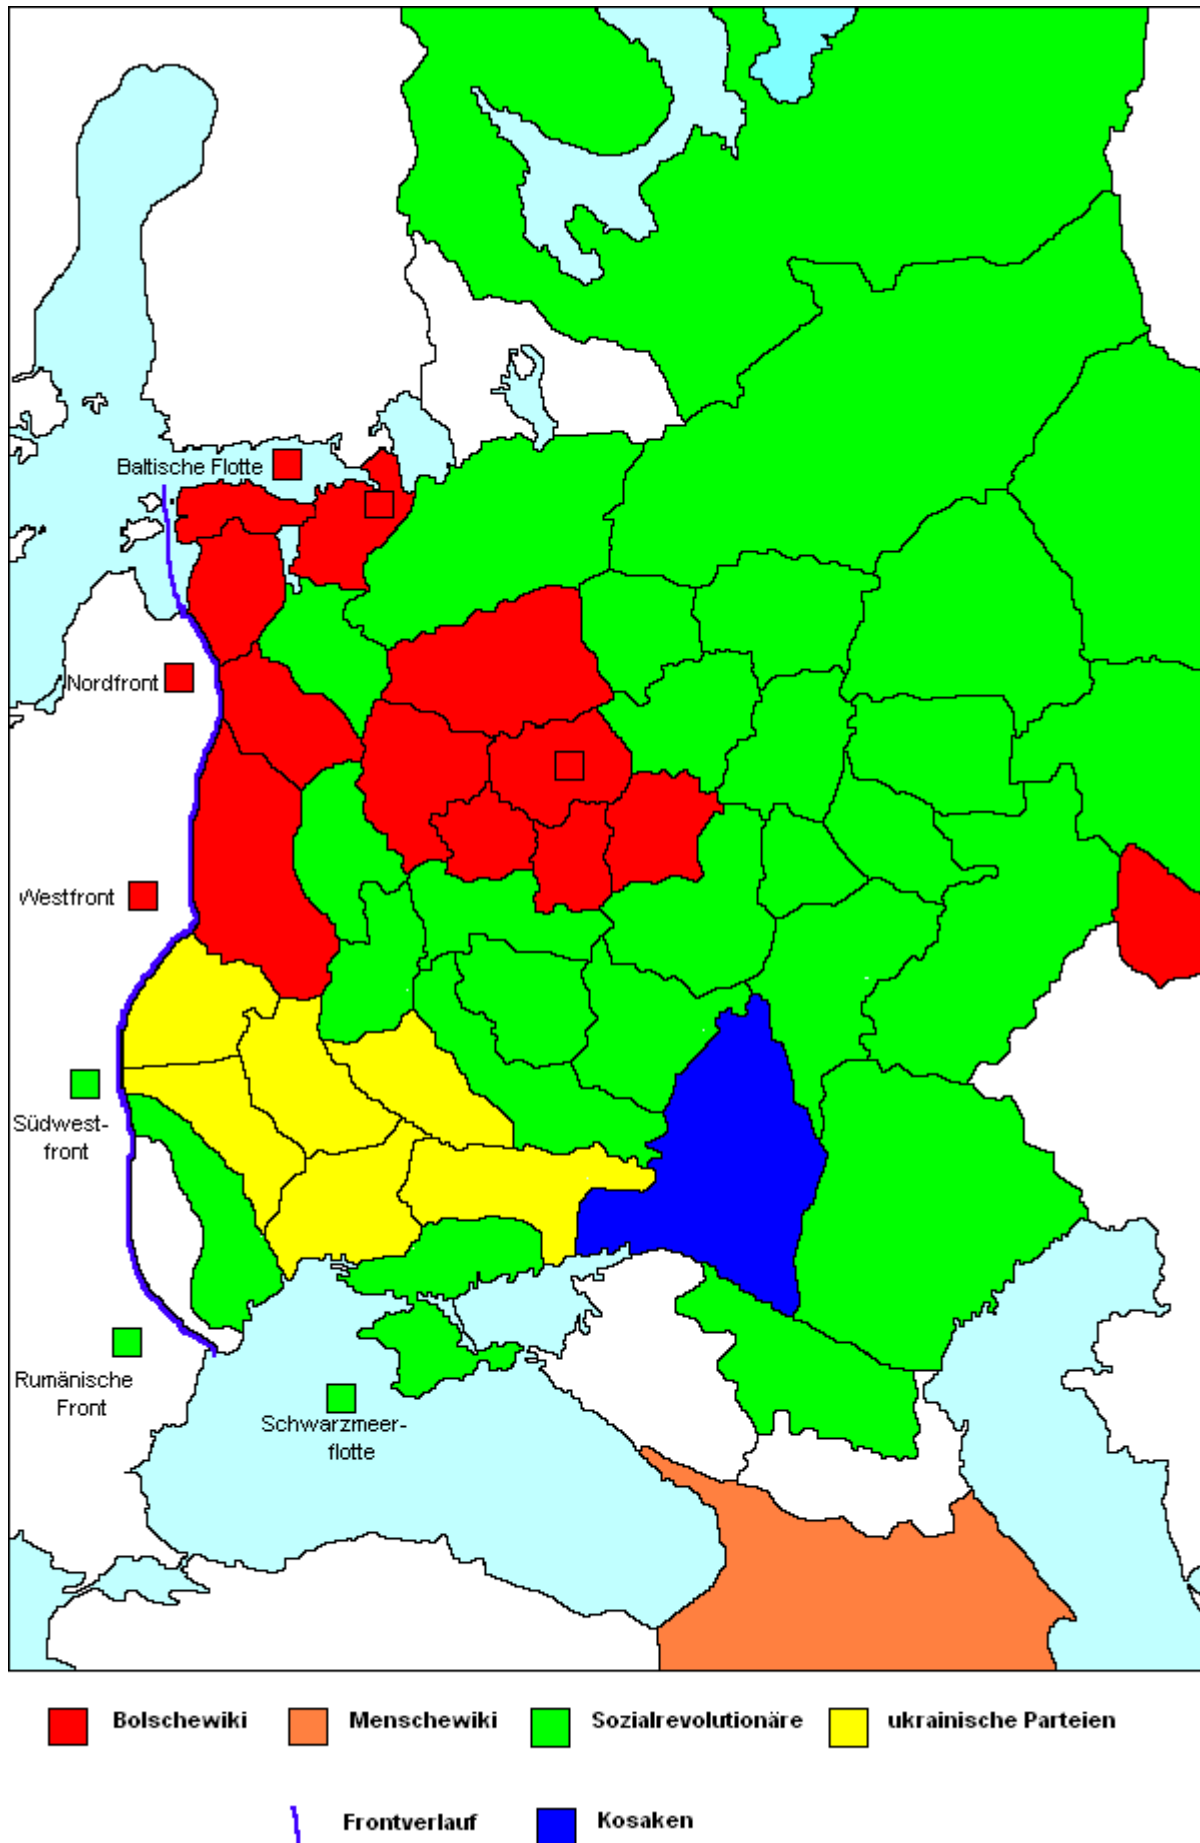 Baltische Flotte
Nordfront
Westfront
Südwest-
front
Rumänische
Front
Schwarzmeer-
flotte
Bolschewiki
Menschewiki
Sozialrevolutionäre
ukrainische Parteien
Frontverlauf
Kosaken